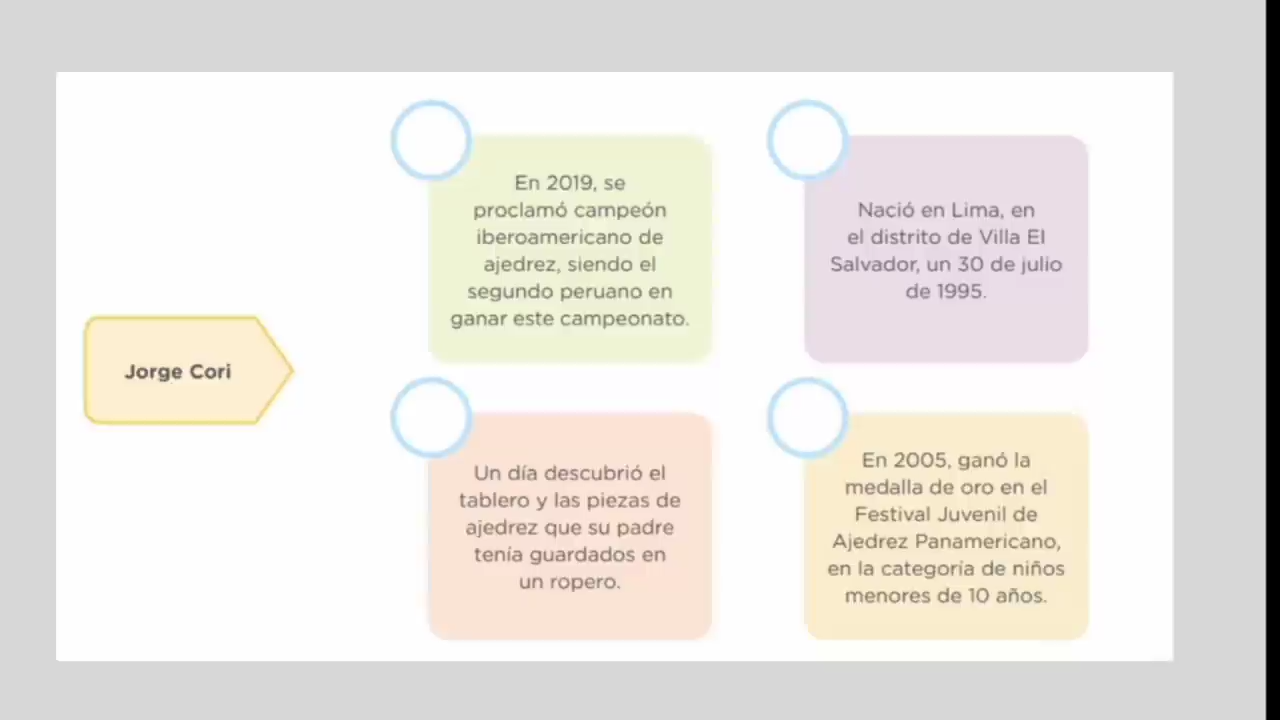 Jorge Cori
En 2019, se
proclamó campeón
iberoamericano de
ajedrez, siendo el
segundo peruano en
ganar este campeonato.
Nació en Lima, en
el distrito de Villa El
Salvador, un 30 de julio
de 1995.
Un día descubrió el
tablero y las piezas de
ajedrez que su padre
tenía guardados en
un ropero.
En 2005, ganó la
medalla de oro en el
Festival Juvenil de
Ajedrez Panamericano,
en la categoría de niños
menores de 10 años.